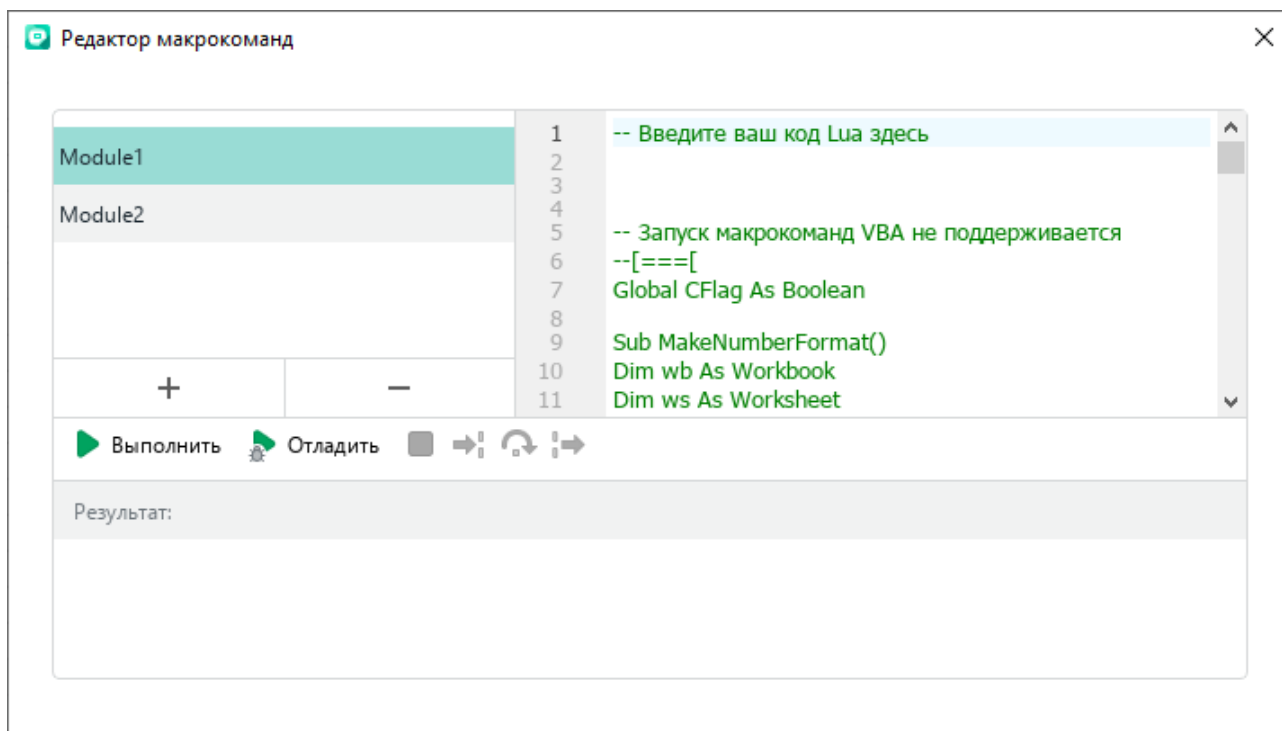 Редактор макрокоманд
Module1
Module2
1 -- Введите ваш код Lua здесь
2
3
4
5 -- Запуск макрокоманд VBA не поддерживается
6 --[===[
7 Global CFlag As Boolean
8
9 Sub MakeNumberFormat()
10 Dim wb As Workbook
11 Dim ws As Worksheet
Выполнить Отладить
Результат: